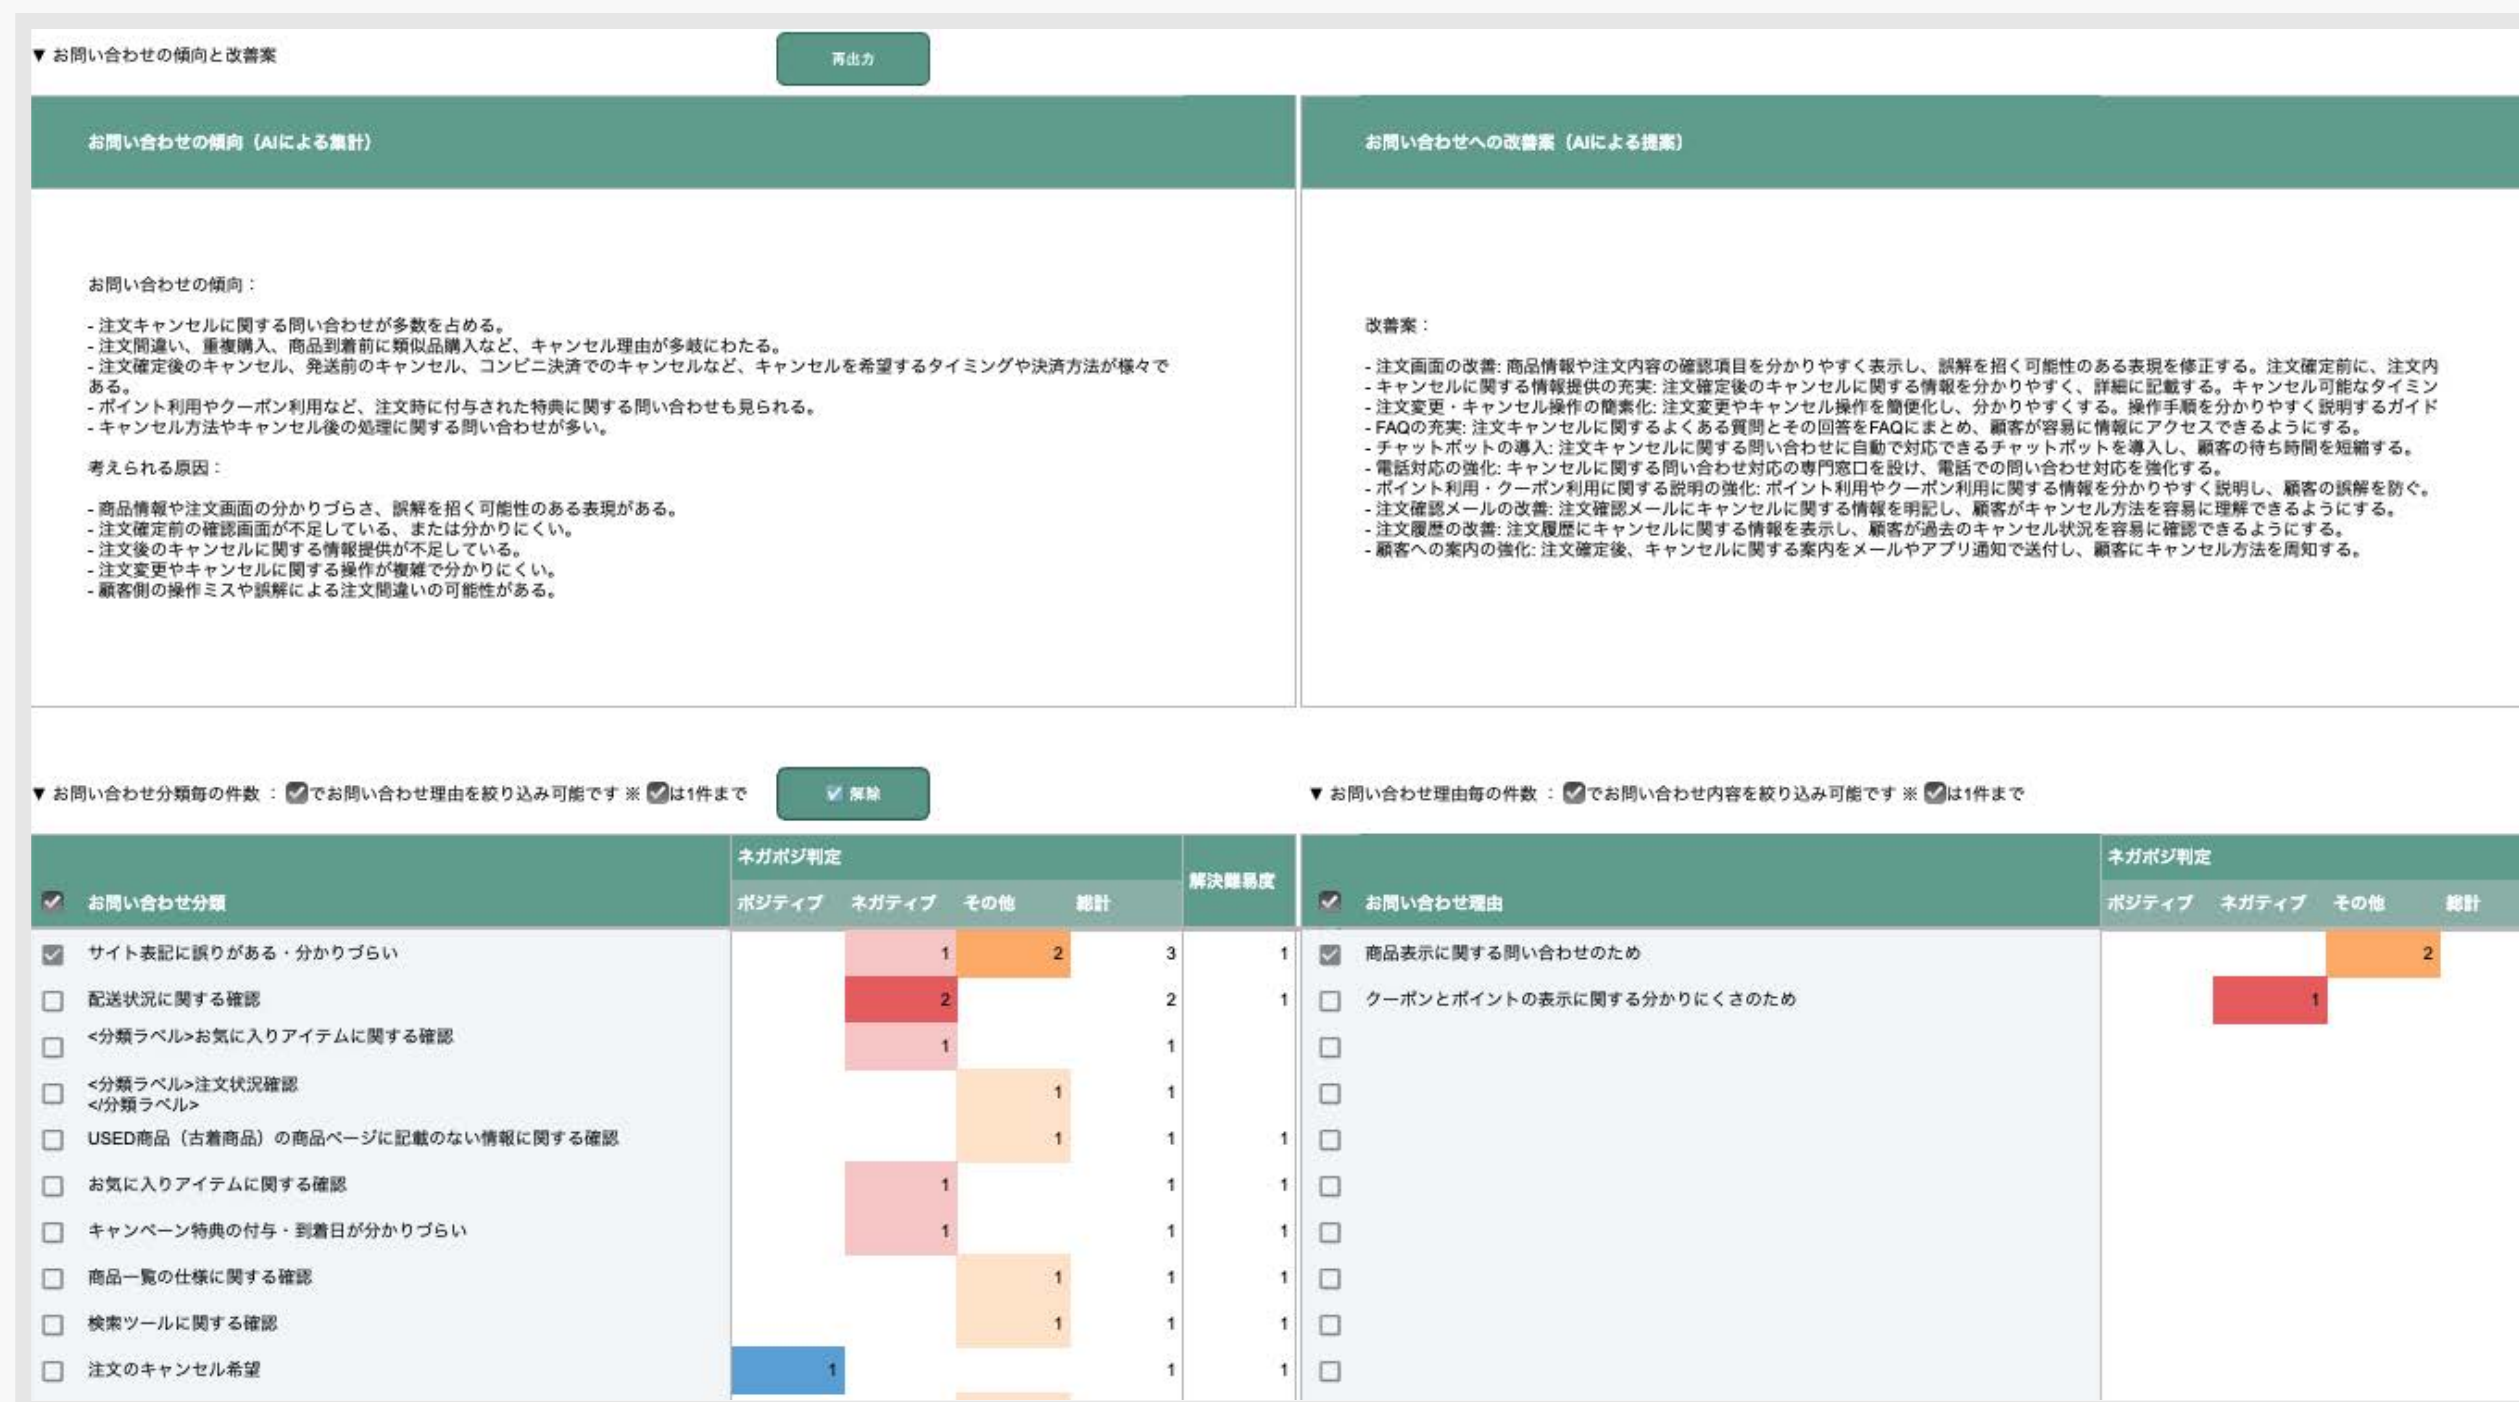 ▼ お問い合わせの傾向と改善案
再出力
お問い合わせの傾向（AIによる集計）
お問い合わせの傾向：
- 注文キャンセルに関する問い合わせが多数を占める。
- 注文間違い、重複購入、商品到着前に類似品購入など、キャンセル理由が多岐にわたる。
- 注文確定後のキャンセル、発送前のキャンセル、コンビニ決済でのキャンセルなど、キャンセルを希望するタイミングや決済方法が様々で
ある。
- ポイント利用やクーポン利用など、注文時に付与された特典に関する問い合わせも見られる。
- キャンセル方法やキャンセル後の処理に関する問い合わせが多い。
考えられる原因：
- 商品情報や注文画面の分かりづらさ、誤解を招く可能性のある表現がある。
- 注文確定前の確認画面が不足している、または分かりにくい。
- 注文後のキャンセルに関する情報提供が不足している。
- 注文変更やキャンセルに関する操作が複雑で分かりにくい。
- 顧客側の操作ミスや誤解による注文間違いの可能性がある。
お問い合わせへの改善案（AIによる提案）
改善案：
- 注文画面の改善: 商品情報や注文内容の確認項目を分かりやすく表示し、誤解を招く可能性のある表現を修正する。注文確定前に、注文内
- キャンセルに関する情報提供の充実: 注文確定後のキャンセルに関する情報を分かりやすく、詳細に記載する。キャンセル可能なタイミン
- 注文変更・キャンセル操作の簡素化: 注文変更やキャンセル操作を簡便化し、分かりやすくする。操作手順を分かりやすく説明するガイド
- FAQの充実: 注文キャンセルに関するよくある質問とその回答をFAQにまとめ、顧客が容易に情報にアクセスできるようにする。
- チャットボットの導入: 注文キャンセルに関する問い合わせに自動で対応できるチャットボットを導入し、顧客の待ち時間を短縮する。
- 電話対応の強化: キャンセルに関する問い合わせ対応の専門窓口を設け、電話での問い合わせ対応を強化する。
- ポイント利用・クーポン利用に関する説明の強化: ポイント利用やクーポン利用に関する情報を分かりやすく説明し、顧客の誤解を防ぐ。
- 注文確認メールの改善: 注文確認メールにキャンセルに関する情報を明記し、顧客がキャンセル方法を容易に理解できるようにする。
- 注文履歴の改善: 注文履歴にキャンセルに関する情報を表示し、顧客が過去のキャンセル状況を容易に確認できるようにする。
- 顧客への案内の強化: 注文確定後、キャンセルに関する案内をメールやアプリ通知で送付し、顧客にキャンセル方法を周知する。
▼ お問い合わせ分類毎の件数 ： ✅でお問い合わせ理由を絞り込み可能です ※ ✅は1件まで
✅ 解除
お問い合わせ分類
ネガポジ判定
ポジティブ ネガティブ その他 総計
解決難易度
サイト表記に誤りがある・分かりづらい 1 2 3 1
配送状況に関する確認 2 2 1
<分類ラベル>お気に入りアイテムに関する確認 1 1
<分類ラベル>注文状況確認
</分類ラベル> 1 1
USED商品（古着商品）の商品ページに記載のない情報に関する確認 1 1 1
お気に入りアイテムに関する確認 1 1 1
キャンペーン特典の付与・到着日が分かりづらい 1 1 1
商品一覧の仕様に関する確認 1 1 1
検索ツールに関する確認 1 1 1
注文のキャンセル希望 1 1 1
▼ お問い合わせ理由毎の件数 ： ✅でお問い合わせ内容を絞り込み可能です ※ ✅は1件まで
お問い合わせ理由
ネガポジ判定
ポジティブ ネガティブ その他 総計
商品表示に関する問い合わせのため 2
クーポンとポイントの表示に関する分かりにくさのため 1